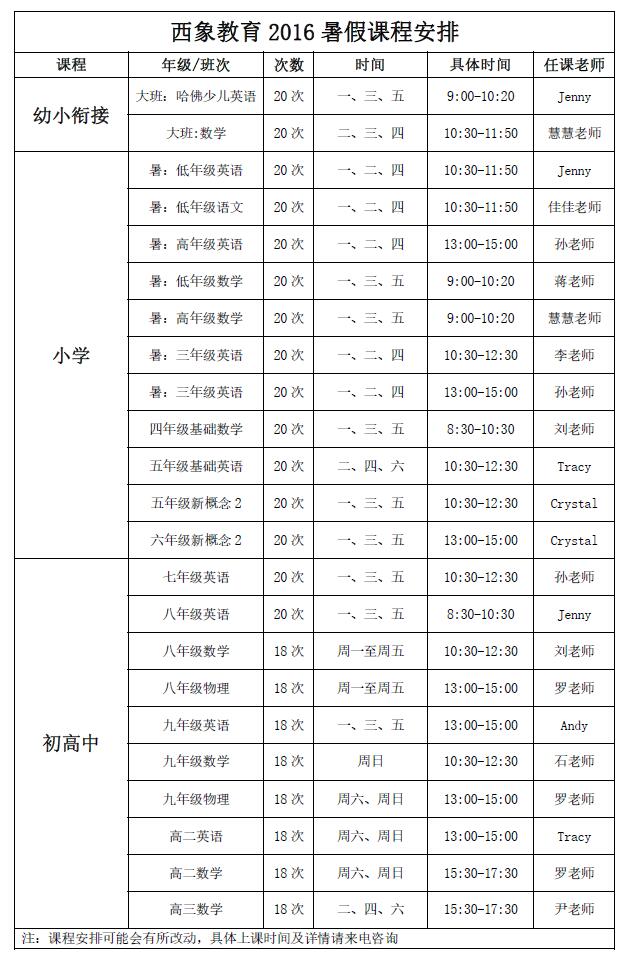 西象教育 2016 暑假课程安排
课程 年级/班次 次数 时间 具体时间 任课老师
幼小衔接 大班：哈佛少儿英语 20 次 一、三、五 9:00-10:20 Jenny
大班:数学 20 次 二、三、四 10:30-11:50 慧慧老师
小学 暑：低年级英语 20 次 一、二、四 10:30-11:50 Jenny
暑：低年级语文 20 次 一、二、四 10:30-11:50 佳佳老师
暑：高年级英语 20 次 一、二、四 13:00-15:00 孙老师
暑：低年级数学 20 次 一、三、五 9:00-10:20 蒋老师
暑：高年级数学 20 次 一、三、五 9:00-10:20 慧慧老师
暑：三年级英语 20 次 一、二、四 10:30-12:30 李老师
暑：三年级英语 20 次 一、二、四 13:00-15:00 孙老师
四年级基础数学 20 次 一、三、五 8:30-10:30 刘老师
五年级基础英语 20 次 二、四、六 10:30-12:30 Tracy
五年级新概念 2 20 次 一、三、五 10:30-12:30 Crystal
六年级新概念 2 20 次 一、三、五 13:00-15:00 Crystal
初高中 七年级英语 20 次 一、三、五 10:30-12:30 孙老师
八年级英语 20 次 一、三、五 8:30-10:30 Jenny
八年级数学 18 次 周一至周五 10:30-12:30 刘老师
八年级物理 18 次 周一至周五 13:00-15:00 罗老师
九年级英语 18 次 一、三、五 13:00-15:00 Andy
九年级数学 18 次 周日 10:30-12:30 石老师
九年级物理 18 次 周六、周日 13:00-15:00 罗老师
高二英语 18 次 周六、周日 13:00-15:00 Tracy
高二数学 18 次 周六、周日 15:30-17:30 罗老师
高三数学 18 次 二、四、六 15:30-17:30 尹老师
注：课程安排可能会有所改动，具体上课时间及详情请来电咨询